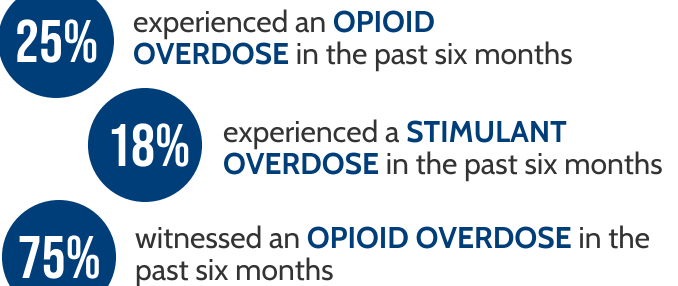 25%
experienced an OPIOID
OVERDOSE in the past six months
18%
experienced a STIMULANT
OVERDOSE in the past six months
75%
witnessed an OPIOID OVERDOSE in the
past six months